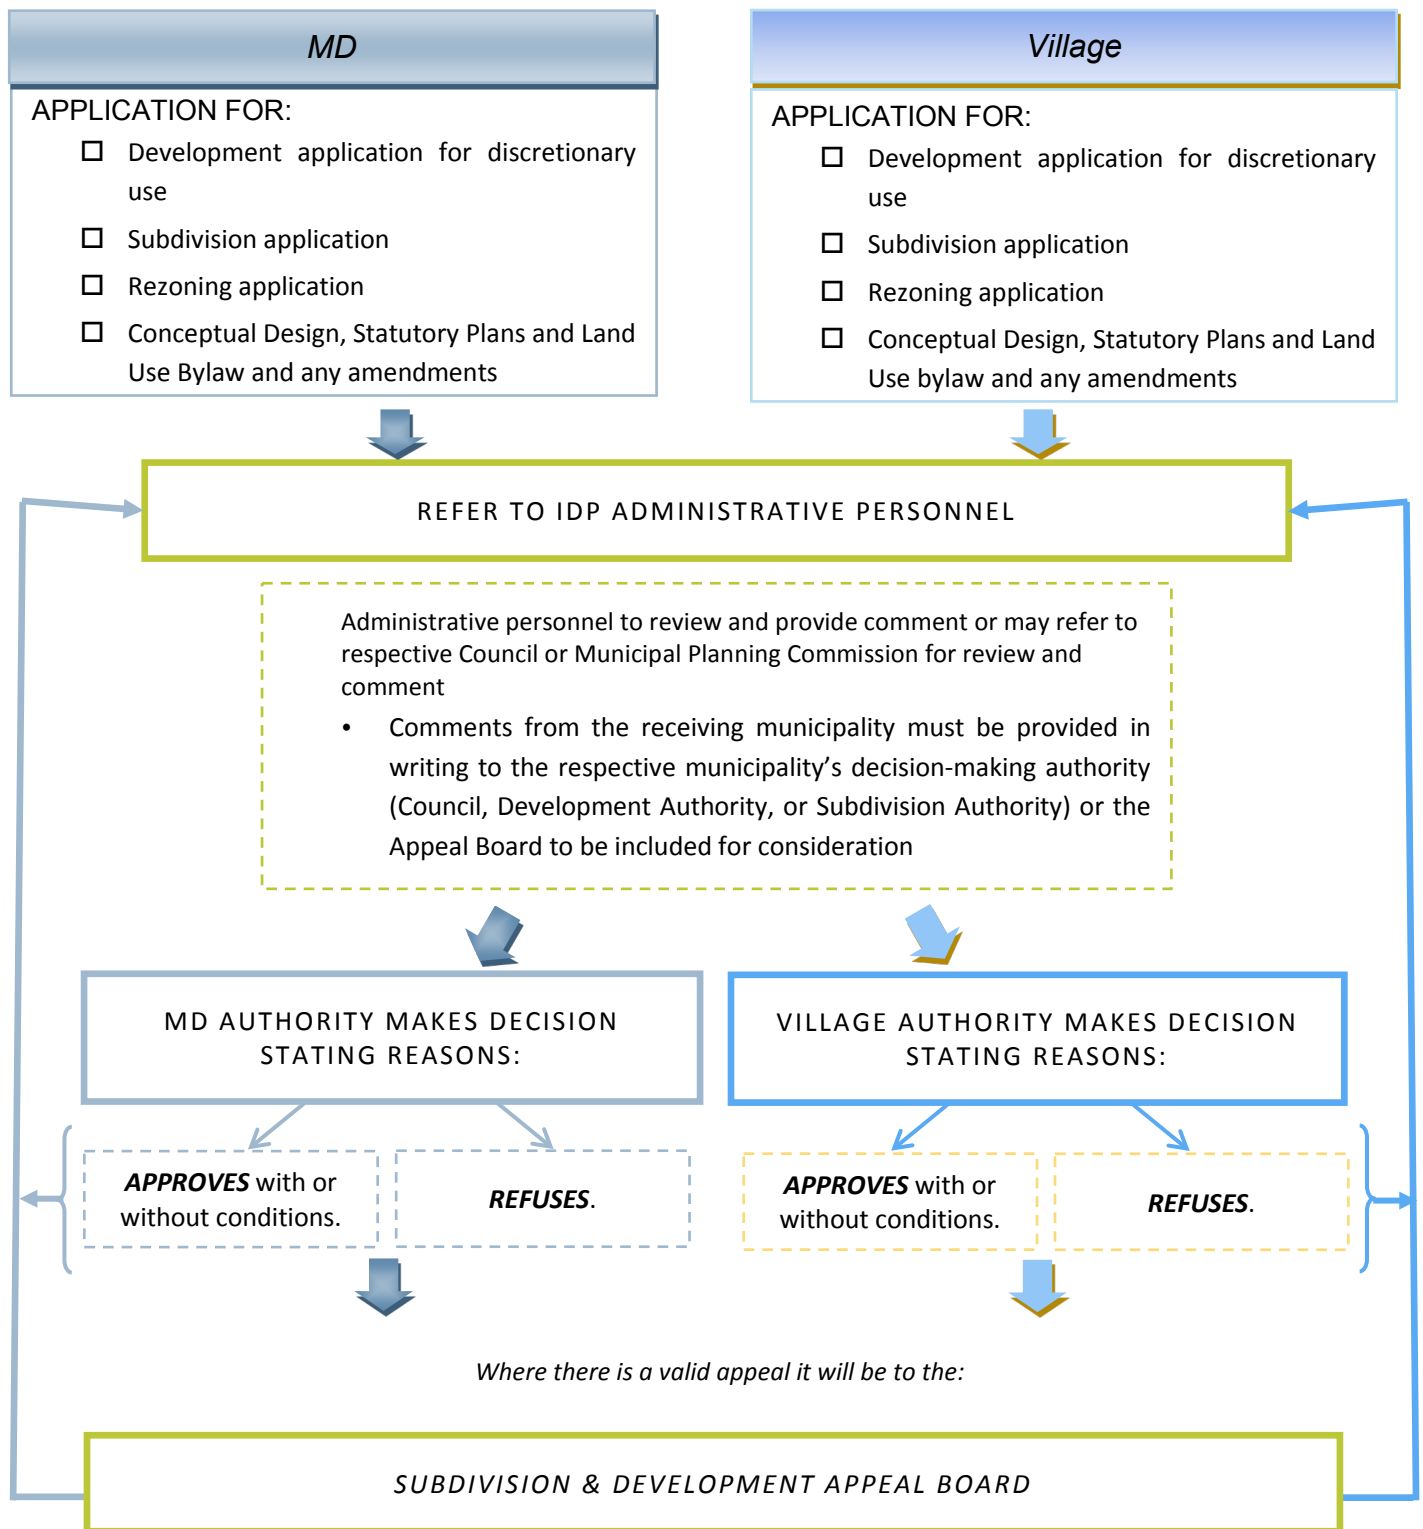 MD
APPLICATION FOR:
☐ Development application for discretionary
use
☐ Subdivision application
☐ Rezoning application
☐ Conceptual Design, Statutory Plans and Land
Use Bylaw and any amendments
Village
APPLICATION FOR:
☐ Development application for discretionary
use
☐ Subdivision application
☐ Rezoning application
☐ Conceptual Design, Statutory Plans and Land
Use bylaw and any amendments
REFER TO IDP ADMINISTRATIVE PERSONNEL
Administrative personnel to review and provide comment or may refer to
respective Council or Municipal Planning Commission for review and
comment
• Comments from the receiving municipality must be provided in
writing to the respective municipality’s decision-making authority
(Council, Development Authority, or Subdivision Authority) or the
Appeal Board to be included for consideration
MD AUTHORITY MAKES DECISION
STATING REASONS:
APPROVES with or
without conditions.
REFUSES.
VILLAGE AUTHORITY MAKES DECISION
STATING REASONS:
APPROVES with or
without conditions.
REFUSES.
Where there is a valid appeal it will be to the:
SUBDIVISION & DEVELOPMENT APPEAL BOARD